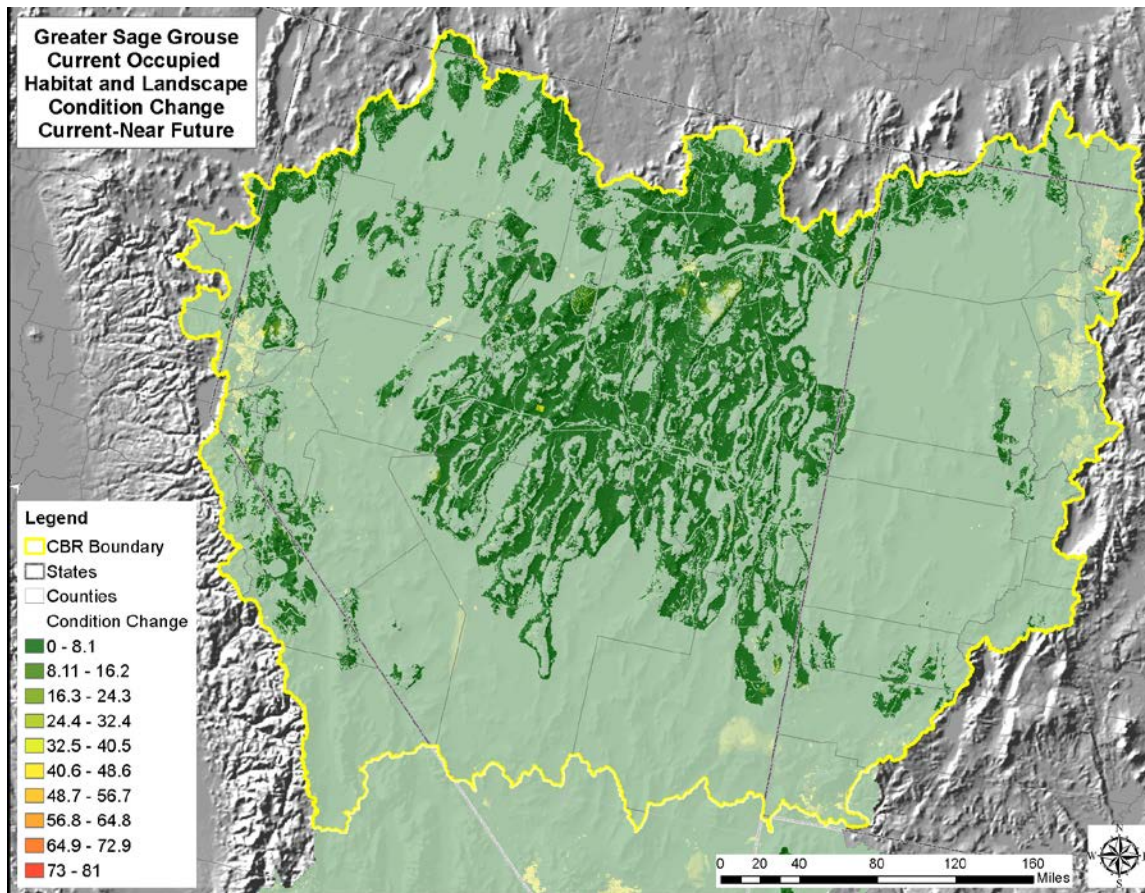 Greater Sage Grouse
Current Occupied
Habitat and Landscape
Condition Change
Current-Near Future
Legend
CBR Boundary
States
Counties
Condition Change
0 - 8.1
8.11 - 16.2
16.3 - 24.3
24.4 - 32.4
32.5 - 40.5
40.6 - 48.6
48.7 - 56.7
56.8 - 64.8
64.9 - 72.9
73 - 81
0 20 40 80 120 160
Miles
N
W E
S